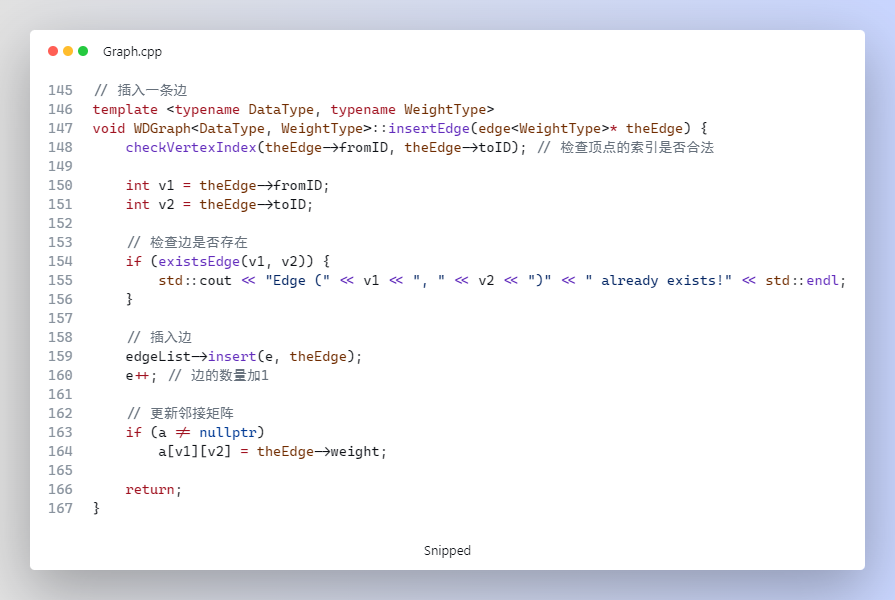 Graph.cpp
145 // 插入一条边
146 template <typename DataType, typename WeightType>
147 void WDGraph<DataType, WeightType>::insertEdge(edge<WeightType>* theEdge) {
148     checkVertexIndex(theEdge->fromID, theEdge->toID); // 检查顶点的索引是否合法
149
150     int v1 = theEdge->fromID;
151     int v2 = theEdge->toID;
152
153     // 检查边是否存在
154     if (existsEdge(v1, v2)) {
155         std::cout << "Edge (" << v1 << ", " << v2 << ")" << " already exists!" << std::endl;
156     }
157
158     // 插入边
159     edgeList->insert(e, theEdge);
160     e++; // 边的数量加1
161
162     // 更新邻接矩阵
163     if (a != nullptr)
164         a[v1][v2] = theEdge->weight;
165
166     return;
167 }
Snipped